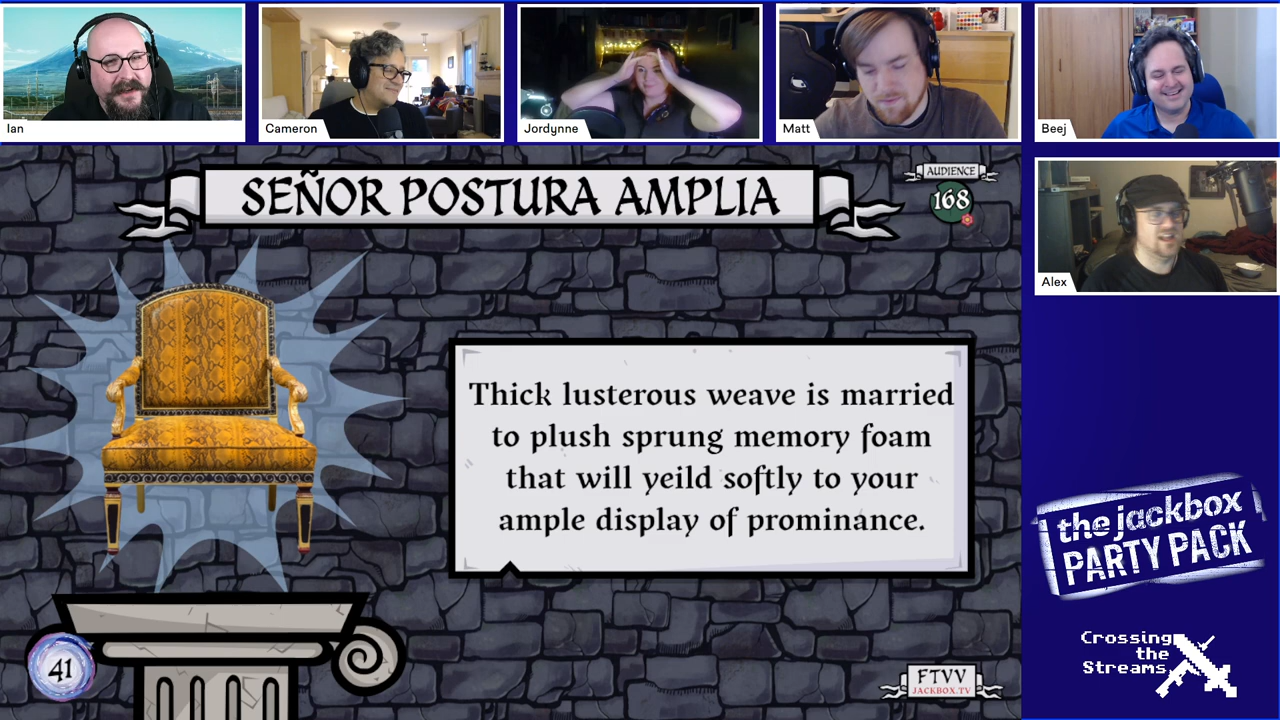 Ian
Cameron
Jordynne
Matt
Beej
SEÑOR POSTURA AMPLIA
AUDIENCE
168
Alex
Thick lusterous weave is married
to plush sprung memory foam
that will yeild softly to your
ample display of prominance.
the jackbox
PARTY PACK
Crossing
the
Streams
41
FTVV
JACKBOX.TV